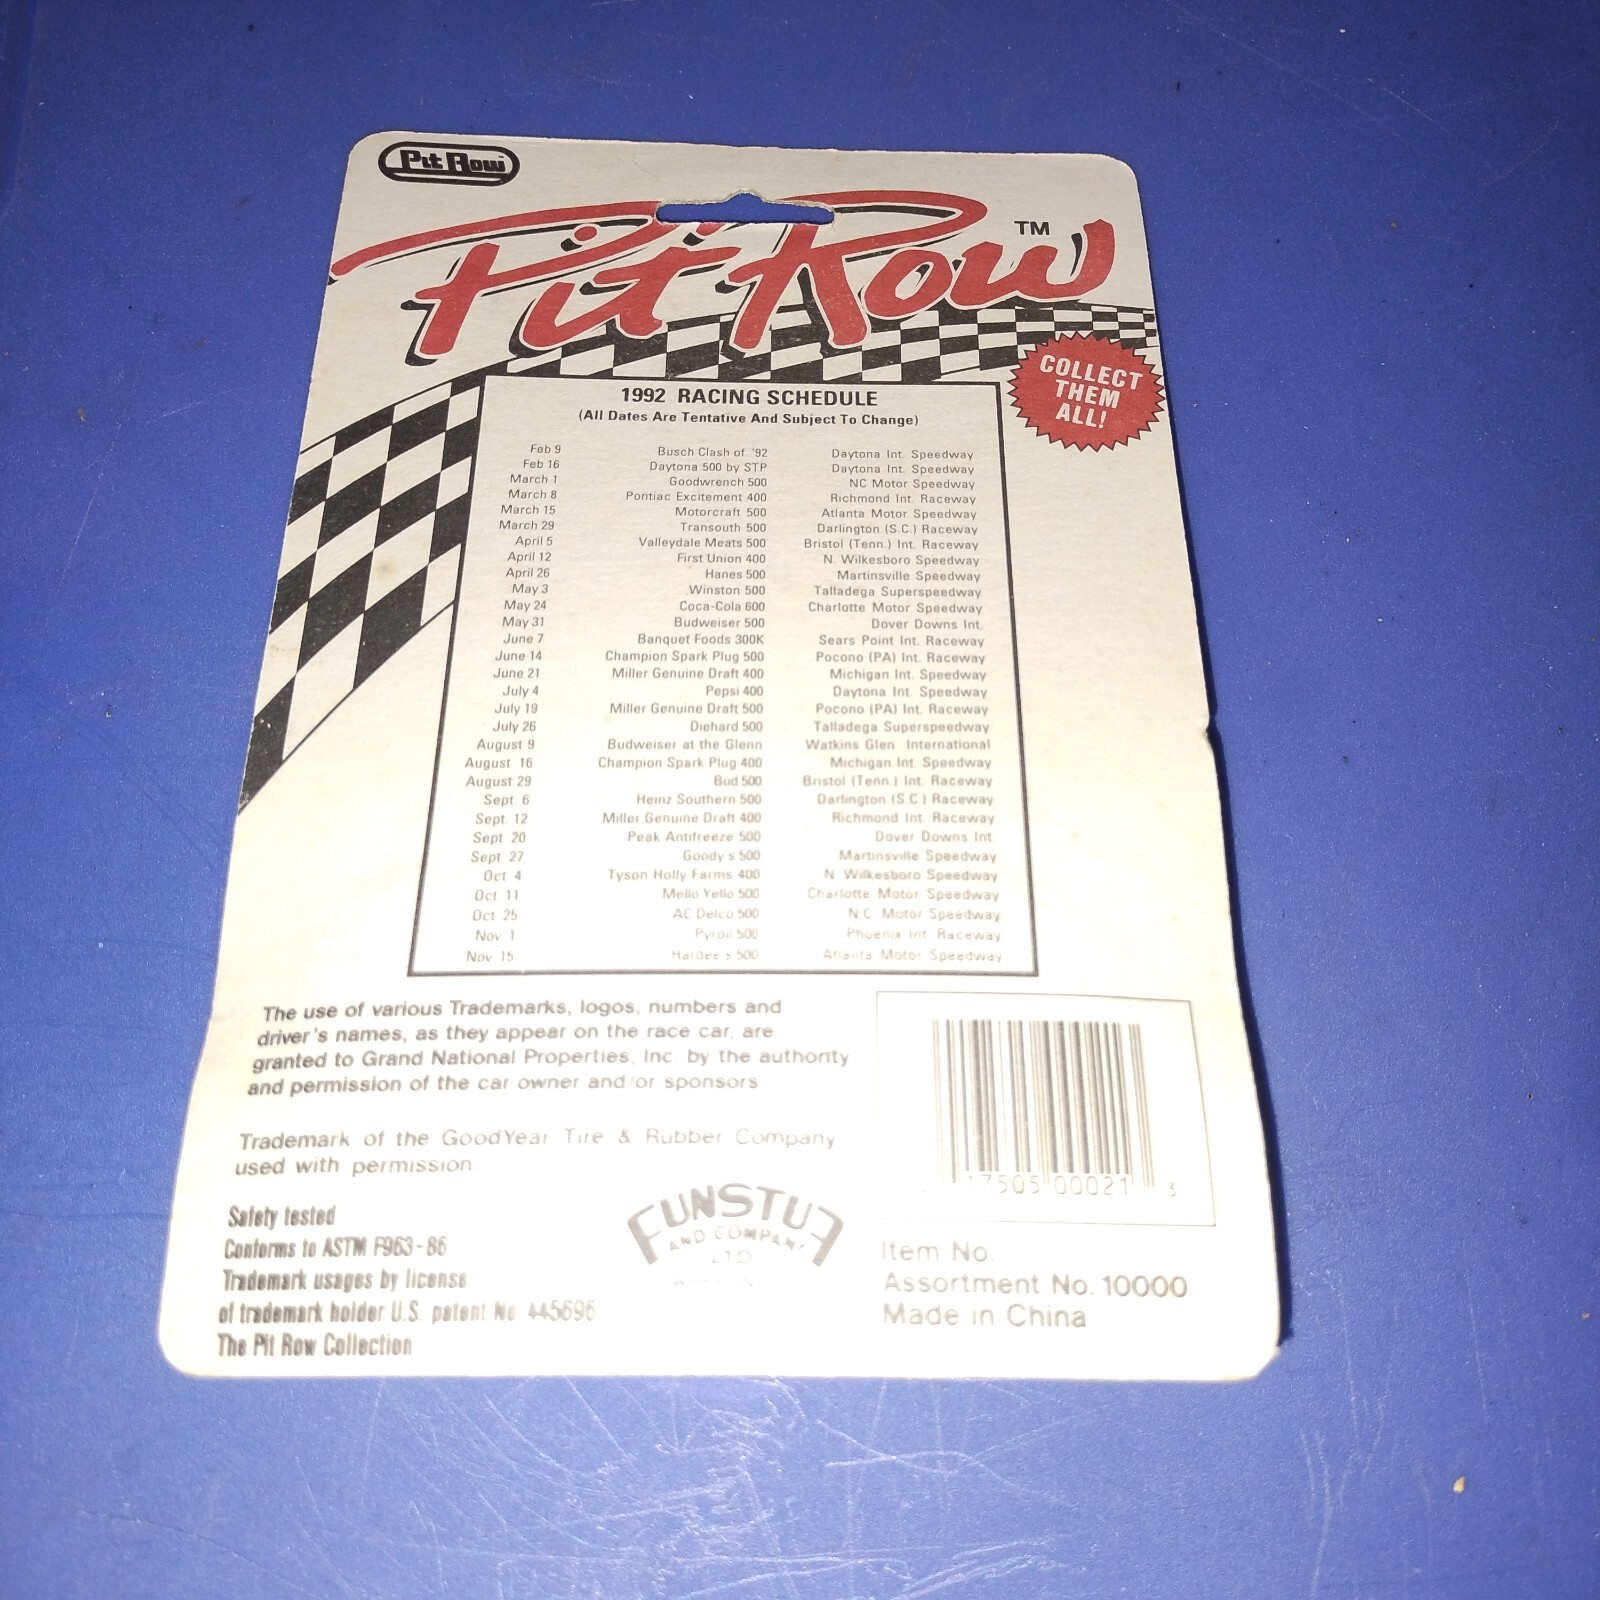 Pit Row™
Pit Row
TM
COLLECT
THEM
ALL!
1992 RACING SCHEDULE
(All Dates Are Tentative And Subject To Change)
Feb 9 Busch Clash of '92 Daytona Int. Speedway
Feb 16 Daytona 500 by STP Daytona Int. Speedway
March 1 Goodwrench 500 NC Motor Speedway
March 8 Pontiac Excitement 400 Richmond Int. Raceway
March 15 Motorcraft 500 Atlanta Motor Speedway
March 29 Transouth 500 Darlington (S.C.) Raceway
April 5 Valleydale Meats 500 Bristol (Tenn.) Int. Raceway
April 12 First Union 400 N. Wilkesboro Speedway
April 26 Hanes 500 Martinsville Speedway
May 3 Winston 500 Talladega Superspeedway
May 24 Coca-Cola 600 Charlotte Motor Speedway
May 31 Budweiser 500 Dover Downs Int.
June 7 Banquet Foods 300K Sears Point Int. Raceway
June 14 Champion Spark Plug 500 Pocono (PA) Int. Raceway
June 21 Miller Genuine Draft 400 Michigan Int. Speedway
July 4 Pepsi 400 Daytona Int. Speedway
July 19 Miller Genuine Draft 500 Pocono (PA) Int. Raceway
July 26 Diehard 500 Talladega Superspeedway
August 9 Budweiser at the Glenn Watkins Glen International
August 16 Champion Spark Plug 400 Michigan Int. Speedway
August 29 Bud 500 Bristol (Tenn.) Int. Raceway
Sept. 6 Heinz Southern 500 Darlington (S.C.) Raceway
Sept. 12 Miller Genuine Draft 400 Richmond Int. Raceway
Sept. 20 Peak Antifreeze 500 Dover Downs Int.
Sept. 27 Goody's 500 Martinsville Speedway
Oct 4 Tyson Holly Farms 400 N. Wilkesboro Speedway
Oct 11 Mello Yello 500 Charlotte Motor Speedway
Oct 25 AC Delco 500 N.C. Motor Speedway
Nov 1 Pyroil 500 Phoenix Int. Raceway
Nov 15 Hardee's 500 Atlanta Motor Speedway
The use of various Trademarks, logos, numbers and
driver's names, as they appear on the race car, are
granted to Grand National Properties, Inc. by the authority
and permission of the car owner and/or sponsors
Trademark of the GoodYear Tire & Rubber Company
used with permission
Safety tested
Conforms to ASTM F963-86
Trademark usages by license
of trademark holder U.S. patent No 445696
The Pit Row Collection
FUNSTUF
AND COMPANY
LTD
17505 00021 3
Item No.
Assortment No. 10000
Made in China